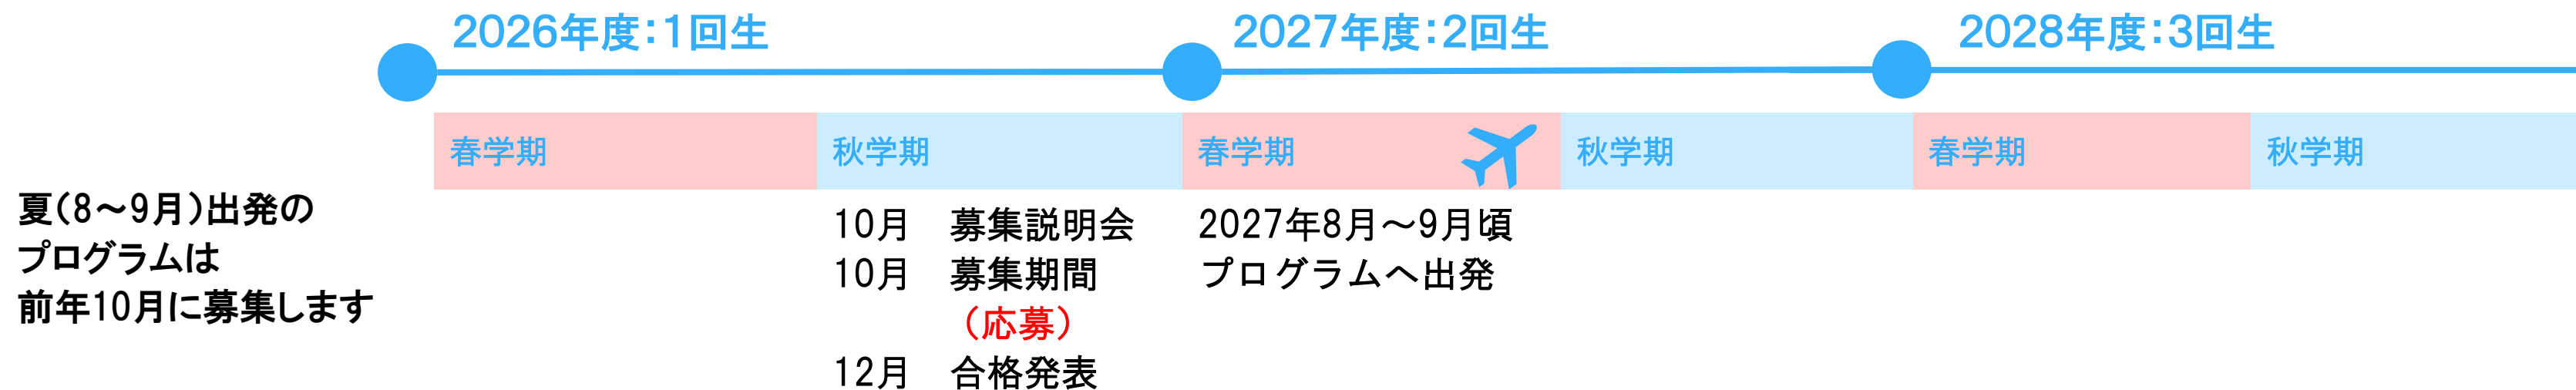 2026年度：1回生
2027年度：2回生
2028年度：3回生
春学期
秋学期
春学期
秋学期
春学期
秋学期
夏（8～9月）出発の
プログラムは
前年10月に募集します
10月　募集説明会
10月　募集期間
（応募）
12月　合格発表
2027年8月～9月頃
プログラムへ出発